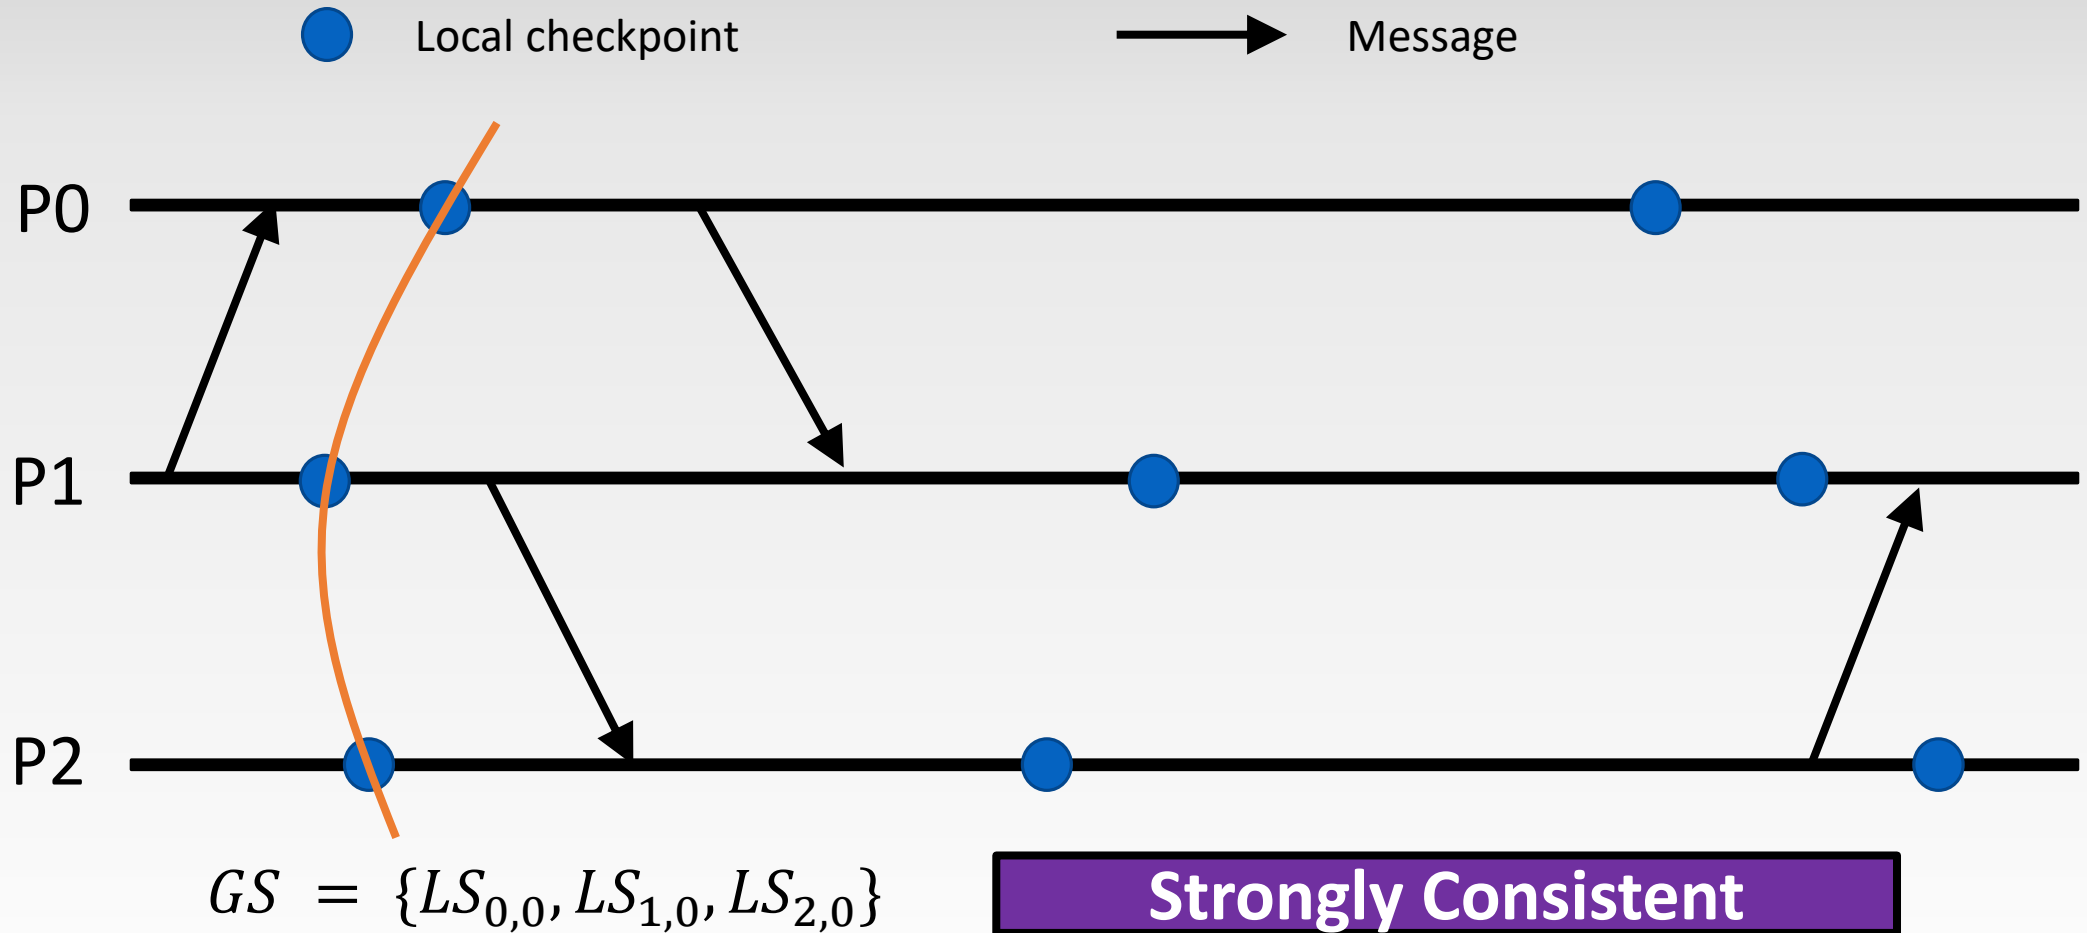 Local checkpoint
Message
P0
P1
P2
GS = {LS₀,₀, LS₁,₀, LS₂,₀}
Strongly Consistent